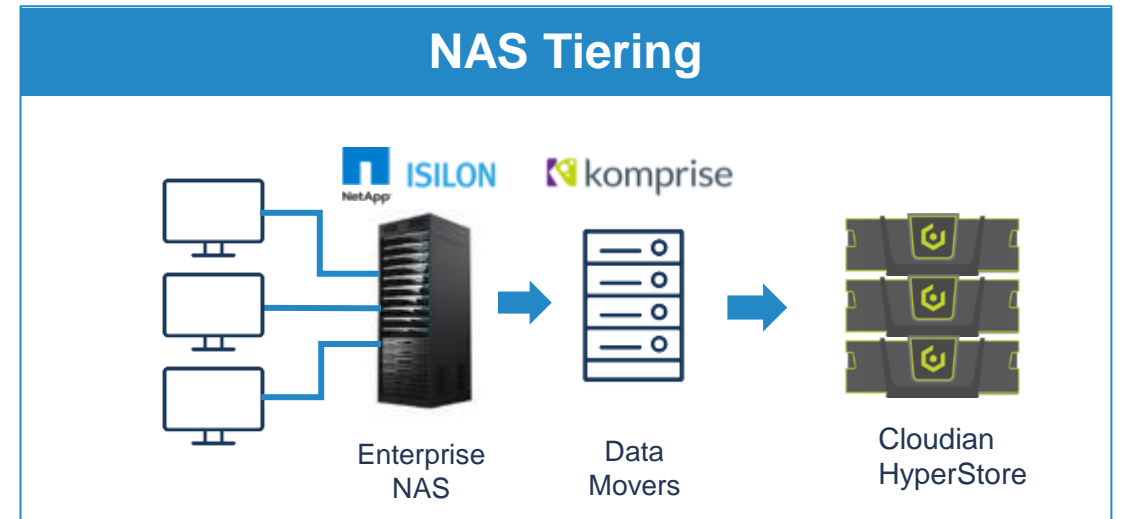 NAS Tiering
NetApp
ISILON
komprise
Enterprise
NAS
Data
Movers
Cloudian
HyperStore